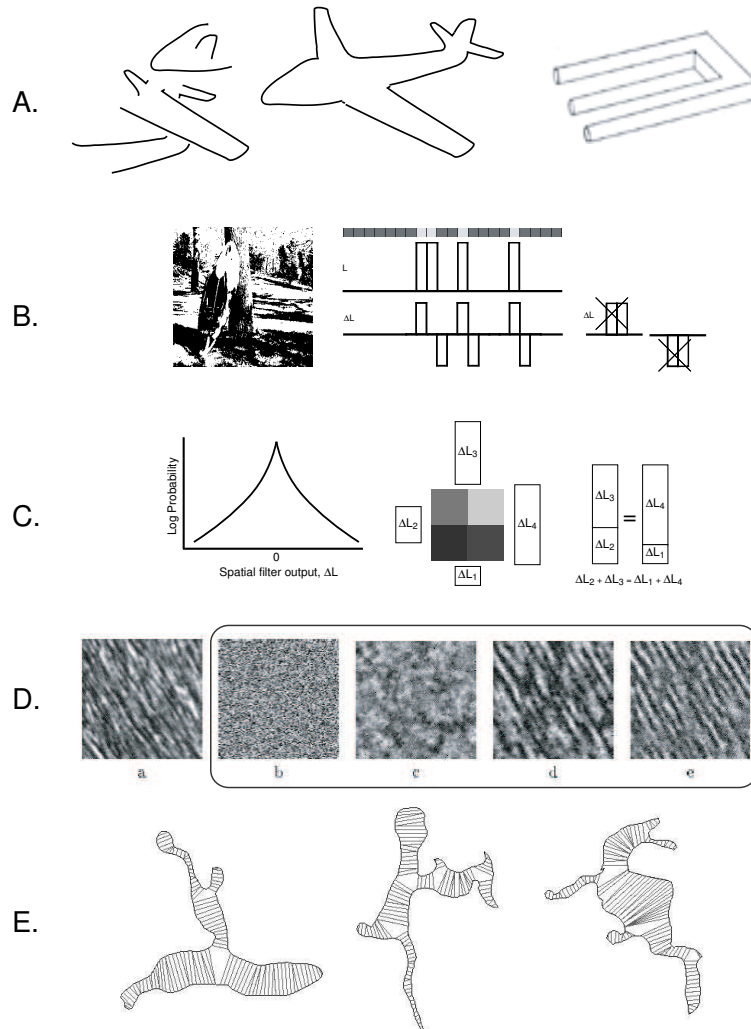 A.
B.
L
ΔL
ΔL
C.
Log Probability
0
Spatial filter output, ΔL
ΔL3
ΔL2
ΔL4
ΔL1
ΔL3
ΔL2
=
ΔL4
ΔL1
ΔL2 + ΔL3 = ΔL1 + ΔL4
D.
a b c d e
E.